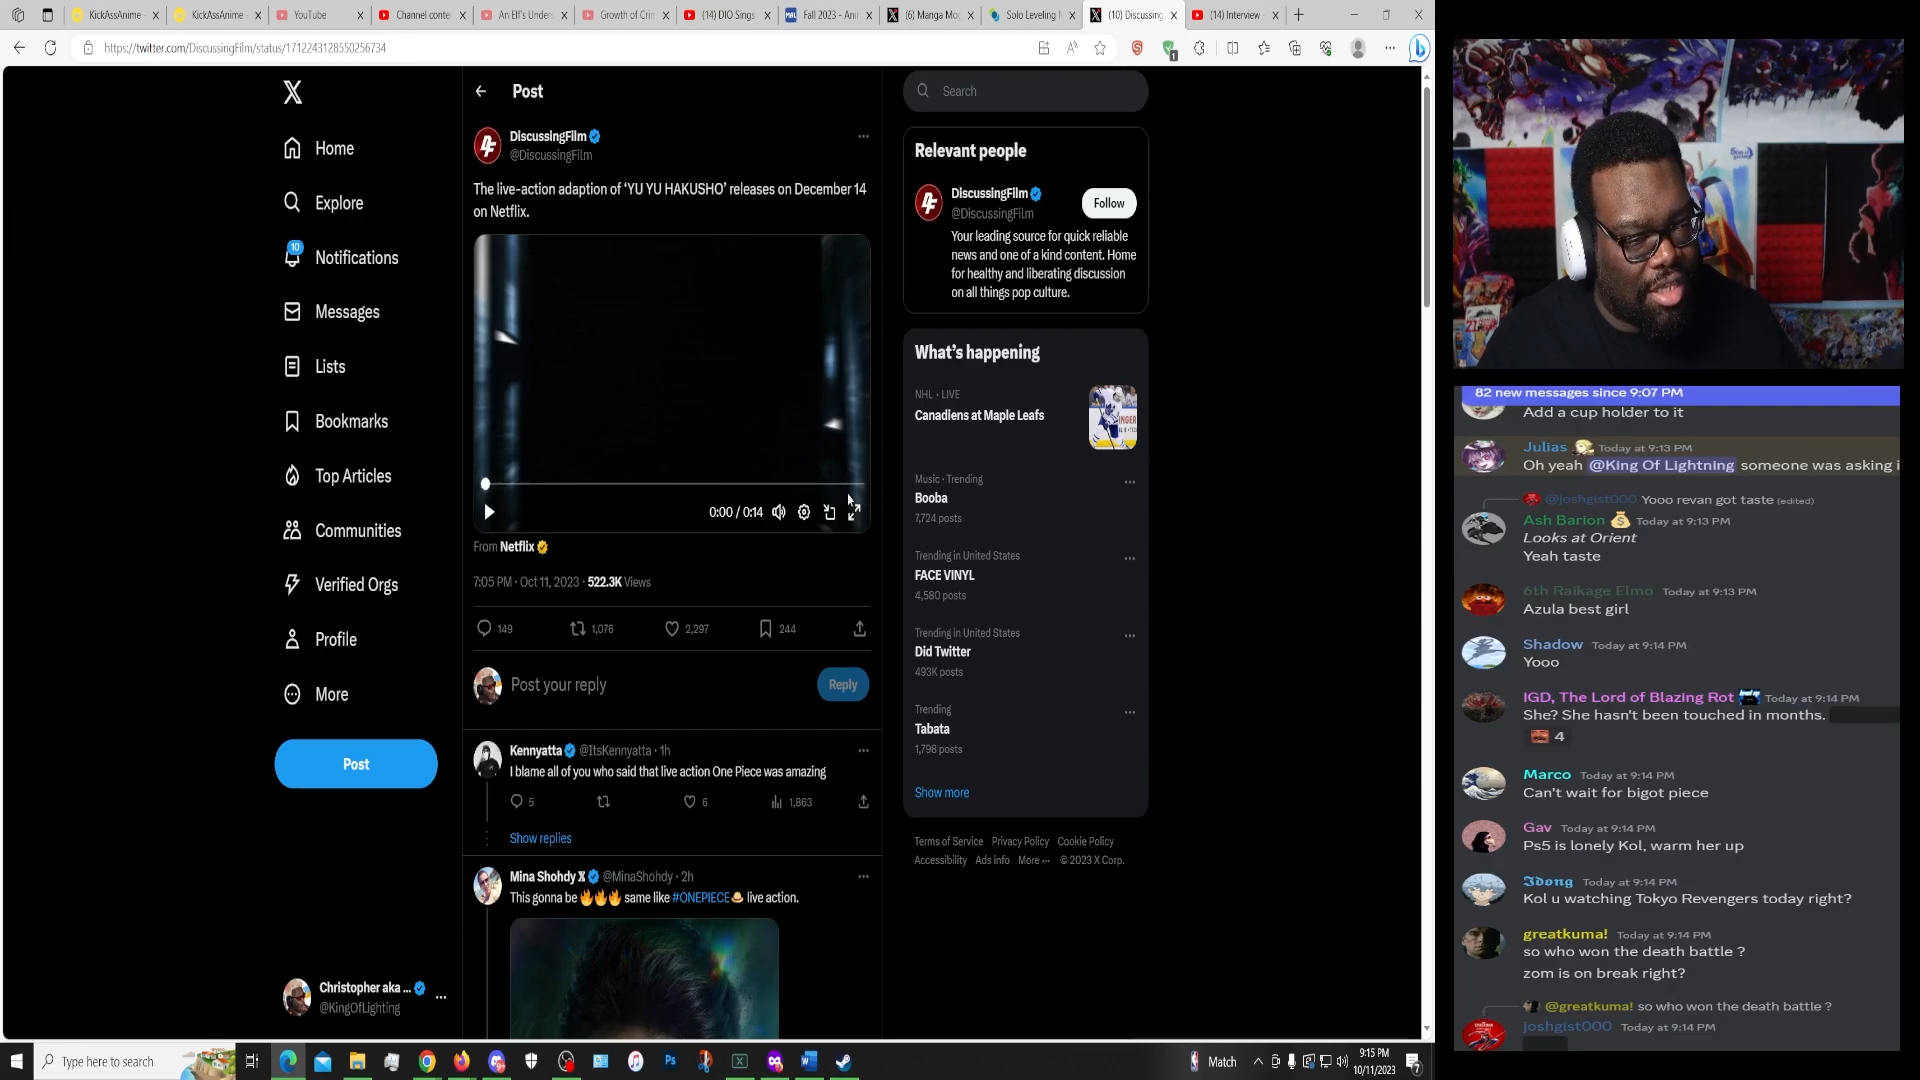 KickAssAnime -
KickAssAnime -
YouTube
Channel conte
An Elf's Unders
Growth of Crin
(14) DIO Sings
Fall 2023 - Ani
(6) Manga Mo
Solo Leveling
(10) Discussing
(14) Interview
https://twitter.com/DiscussingFilm/status/1712243128550256734
Home
Explore
10
Notifications
Messages
Lists
Bookmarks
Top Articles
Communities
Verified Orgs
Profile
More
Post
Christopher aka ...
@KingOfLighting
Post
DiscussingFilm
@DiscussingFilm
The live-action adaption of ‘YU YU HAKUSHO’ releases on December 14
on Netflix.
0:00 / 0:14
From Netflix
7:05 PM · Oct 11, 2023 · 522.3K Views
149 1,076 2,297 244
Post your reply
Reply
Kennyatta @ItsKennyatta · 1h
I blame all of you who said that live action One Piece was amazing
5 6 1,863
Show replies
Mina Shohdy X @MinaShohdy · 2h
This gonna be 🔥🔥🔥 same like #ONEPIECE live action.
Search
Relevant people
DiscussingFilm
@DiscussingFilm
Follow
Your leading source for quick reliable
news and one of a kind content. Home
for healthy and liberating discussion
on all things pop culture.
What’s happening
NHL · LIVE
Canadiens at Maple Leafs
Music · Trending
Booba
7,724 posts
Trending in United States
FACE VINYL
4,580 posts
Trending in United States
Did Twitter
493K posts
Trending
Tabata
1,798 posts
Show more
Terms of Service Privacy Policy Cookie Policy
Accessibility Ads info More ··· © 2023 X Corp.
82 new messages since 9:07 PM
Add a cup holder to it
Julias Today at 9:13 PM
Oh yeah @King Of Lightning someone was asking i
@joshgist000 Yooo revan got taste (edited)
Ash Barion Today at 9:13 PM
Looks at Orient
Yeah taste
6th Raikage Elmo Today at 9:13 PM
Azula best girl
Shadow Today at 9:14 PM
Yooo
IGD, The Lord of Blazing Rot Today at 9:14 PM
She? She hasn't been touched in months.
4
Marco Today at 9:14 PM
Can't wait for bigot piece
Gav Today at 9:14 PM
Ps5 is lonely Kol, warm her up
Idong Today at 9:14 PM
Kol u watching Tokyo Revengers today right?
greatkuma! Today at 9:14 PM
so who won the death battle ?
zom is on break right?
@greatkuma! so who won the death battle ?
joshgist000 Today at 9:14 PM
Type here to search
Match
9:15 PM
10/11/2023
7